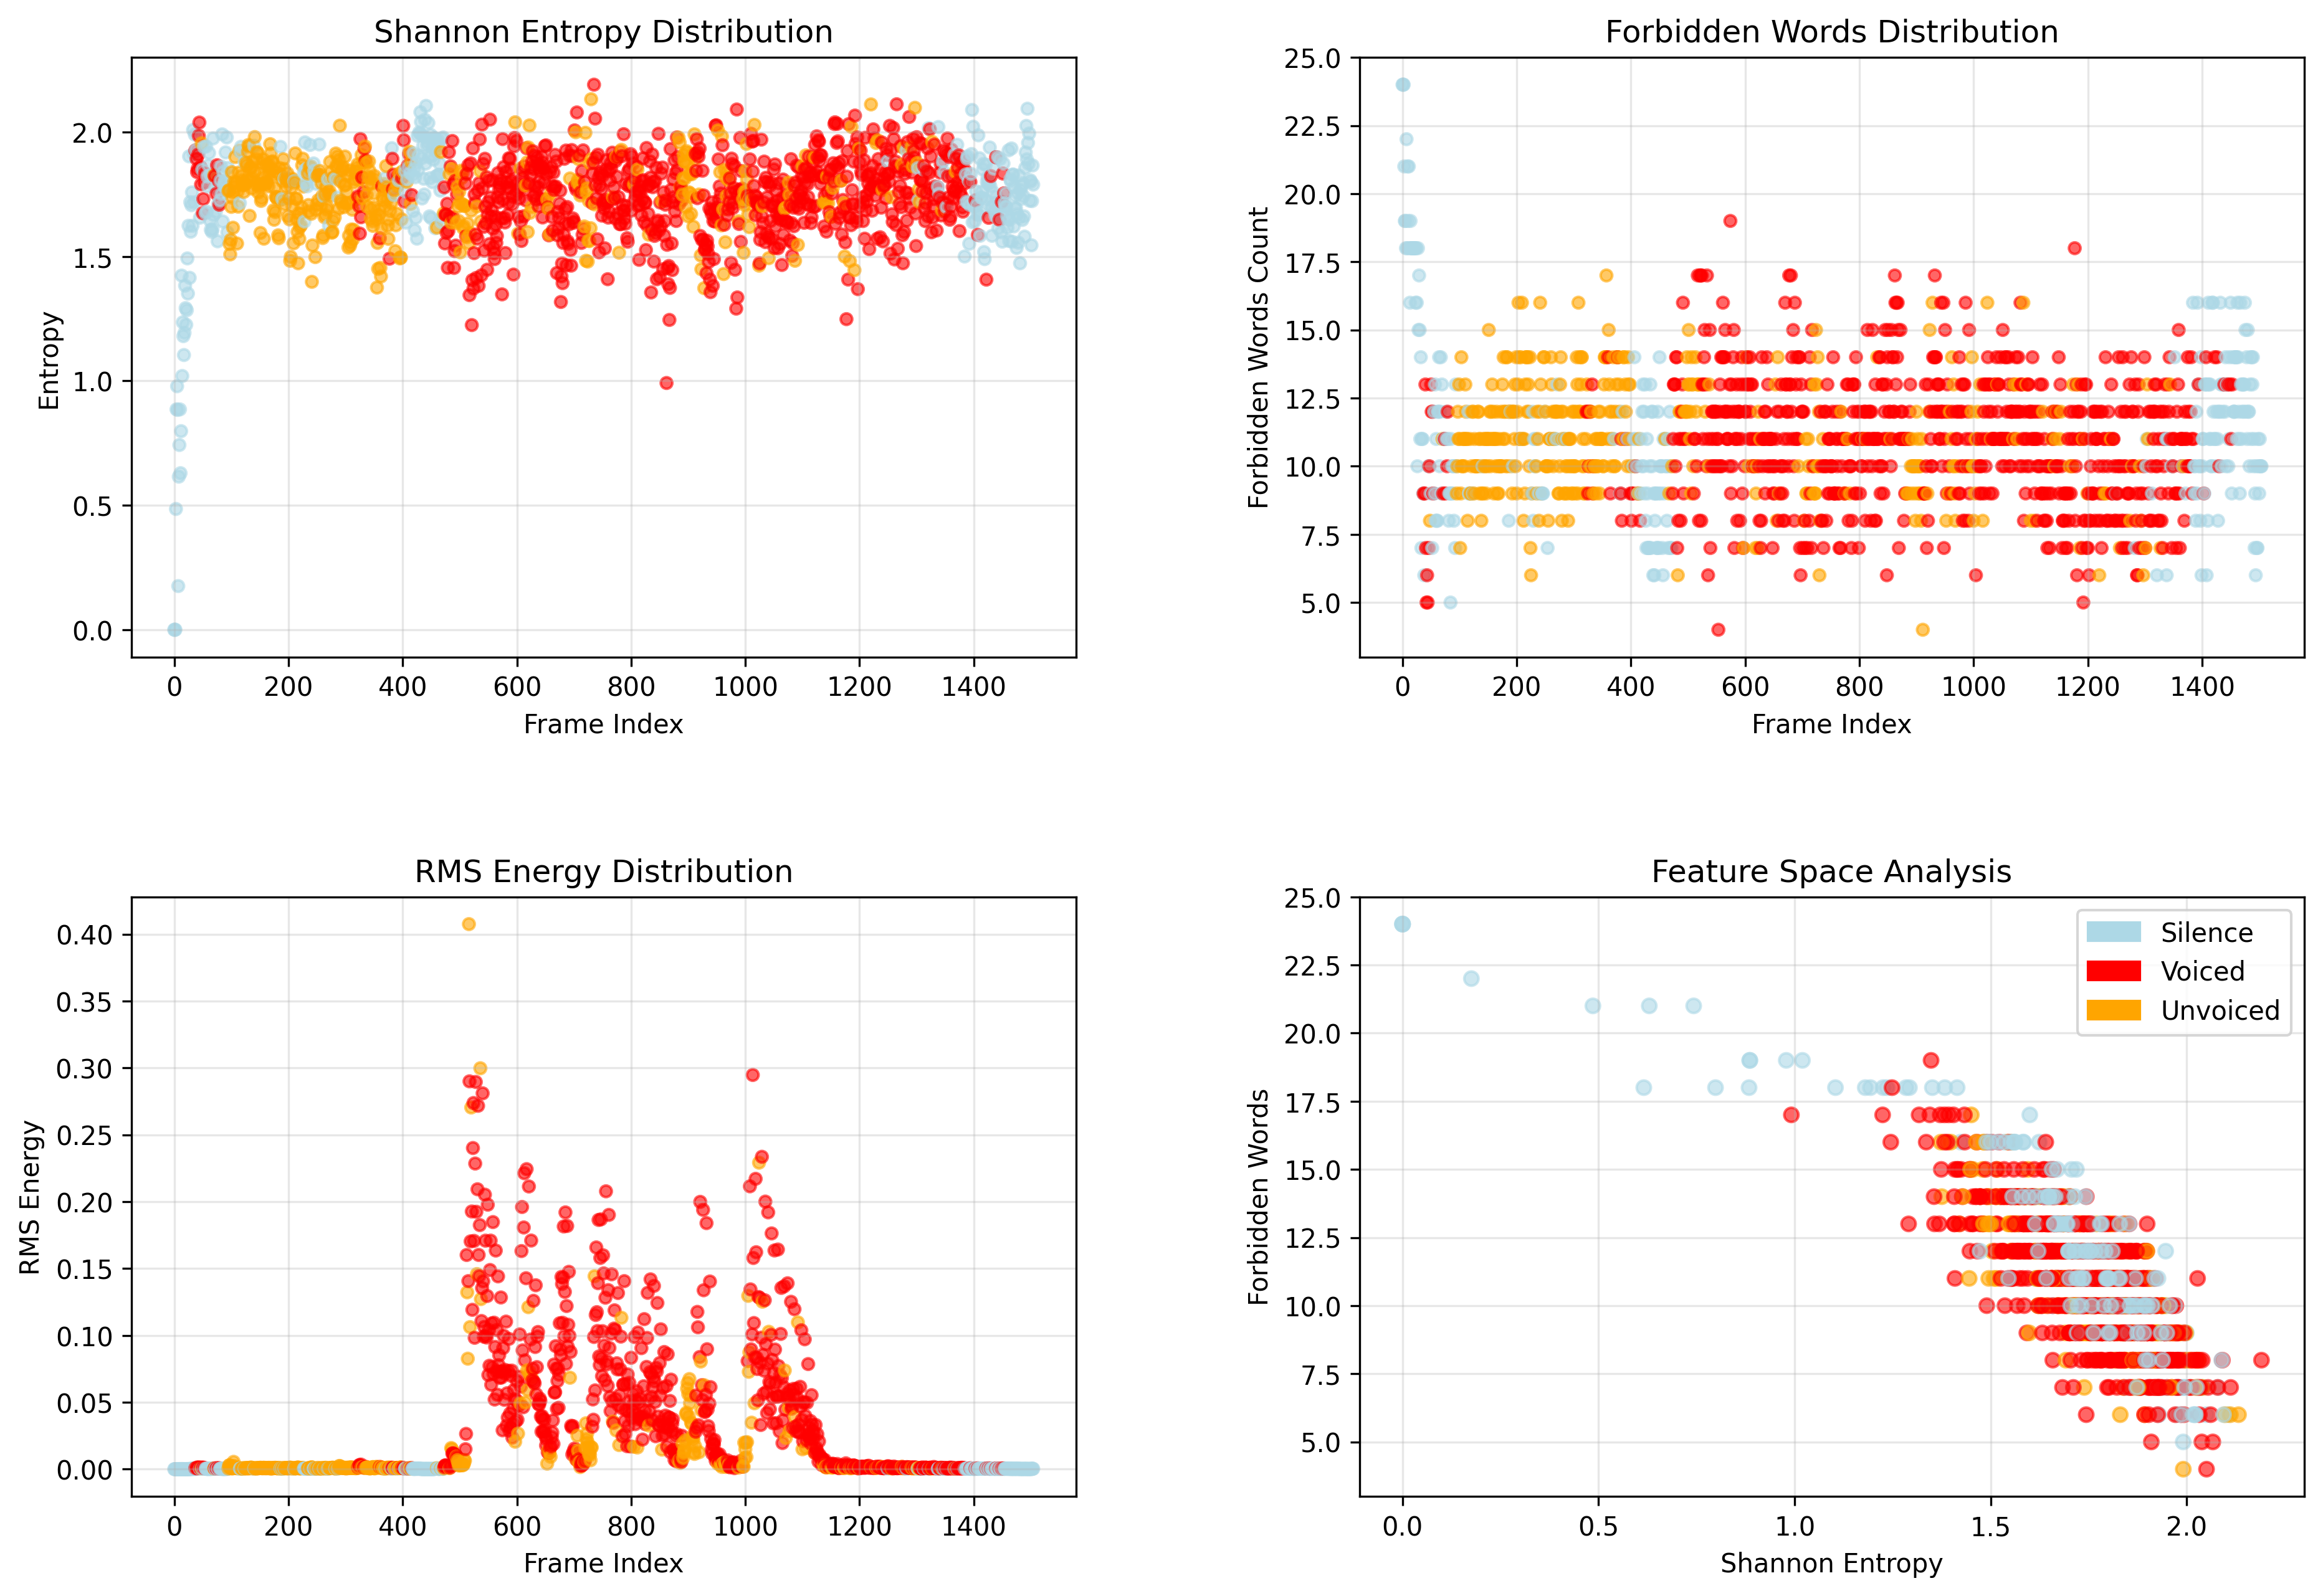 Shannon Entropy Distribution
Entropy
2.0
1.5
1.0
0.5
0.0
0 200 400 600 800 1000 1200 1400
Frame Index
Forbidden Words Distribution
Forbidden Words Count
25.0
22.5
20.0
17.5
15.0
12.5
10.0
7.5
5.0
0 200 400 600 800 1000 1200 1400
Frame Index
RMS Energy Distribution
RMS Energy
0.40
0.35
0.30
0.25
0.20
0.15
0.10
0.05
0.00
0 200 400 600 800 1000 1200 1400
Frame Index
Feature Space Analysis
Forbidden Words
25.0
22.5
20.0
17.5
15.0
12.5
10.0
7.5
5.0
Silence
Voiced
Unvoiced
0.0 0.5 1.0 1.5 2.0
Shannon Entropy